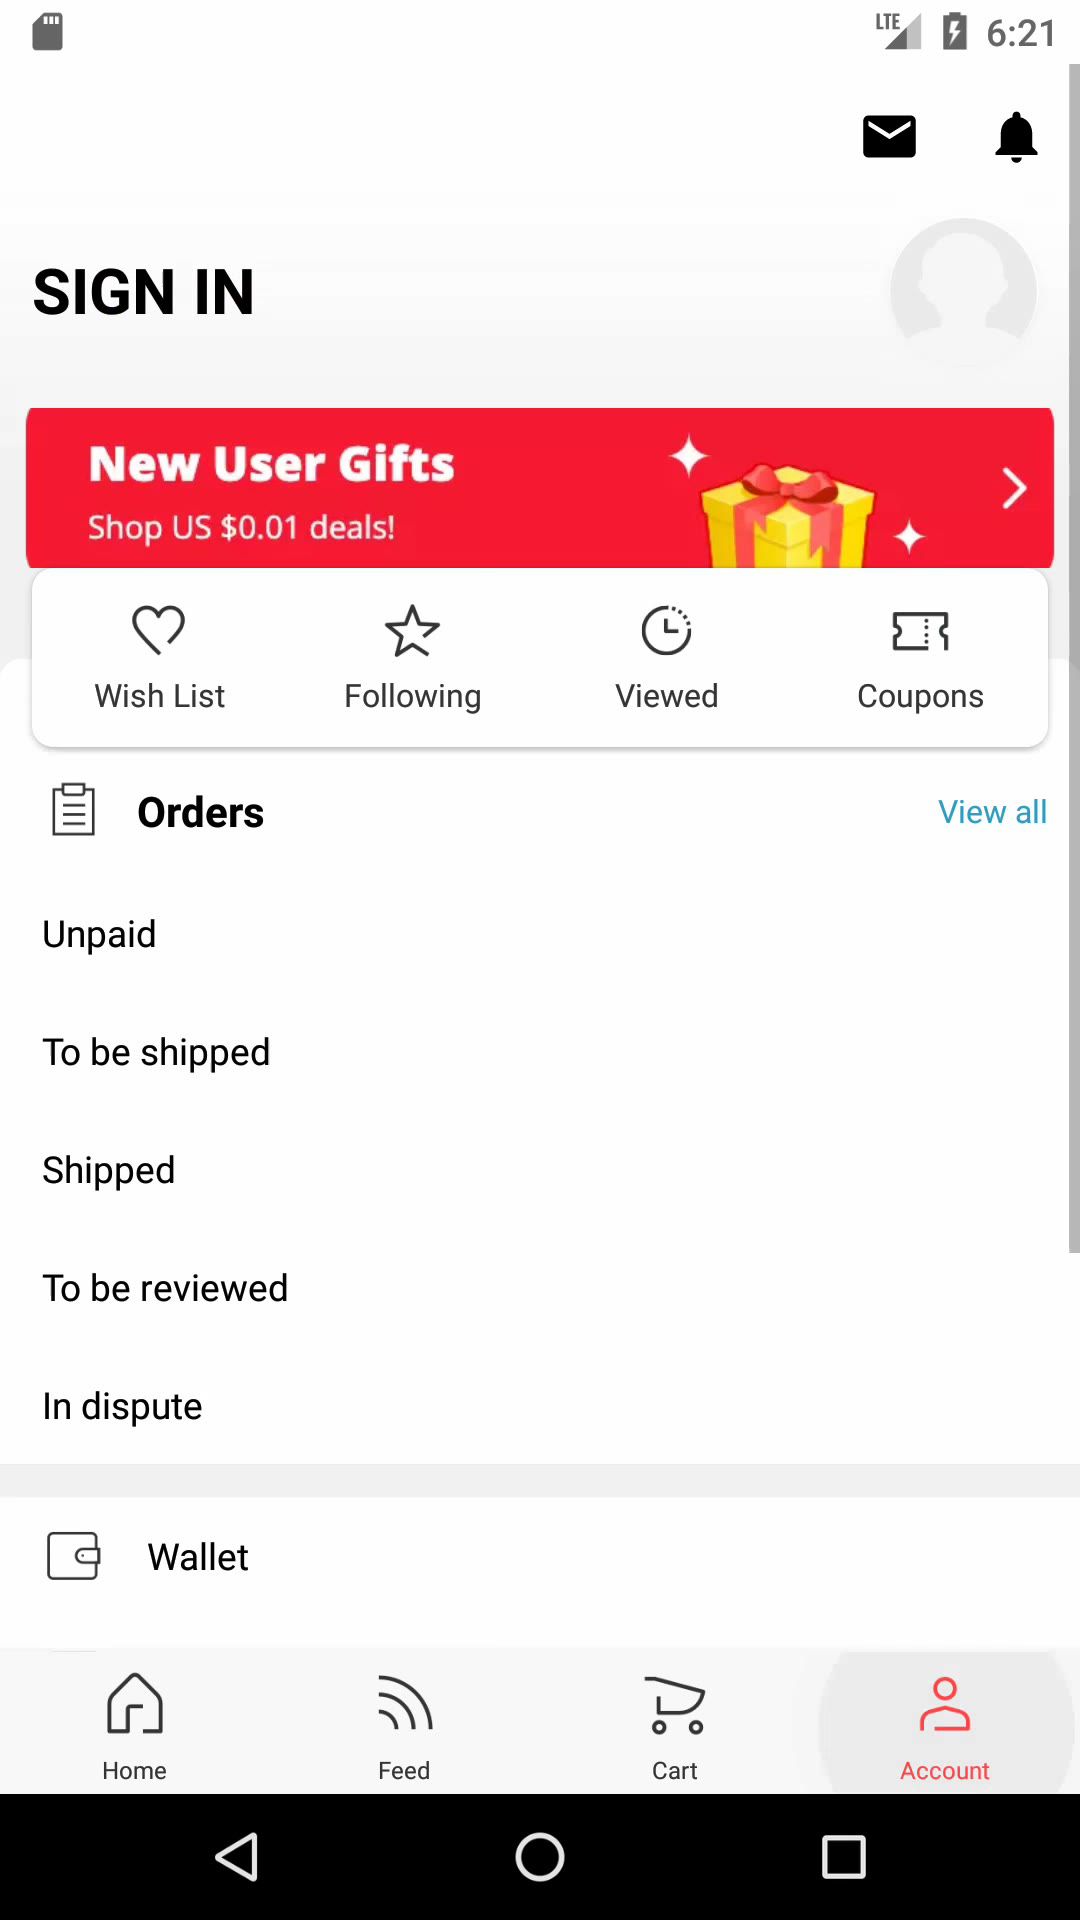 LTE 6:21
SIGN IN
New User Gifts
Shop US $0.01 deals!
Wish List Following Viewed Coupons
Orders View all
Unpaid
To be shipped
Shipped
To be reviewed
In dispute
Wallet
Home Feed Cart Account